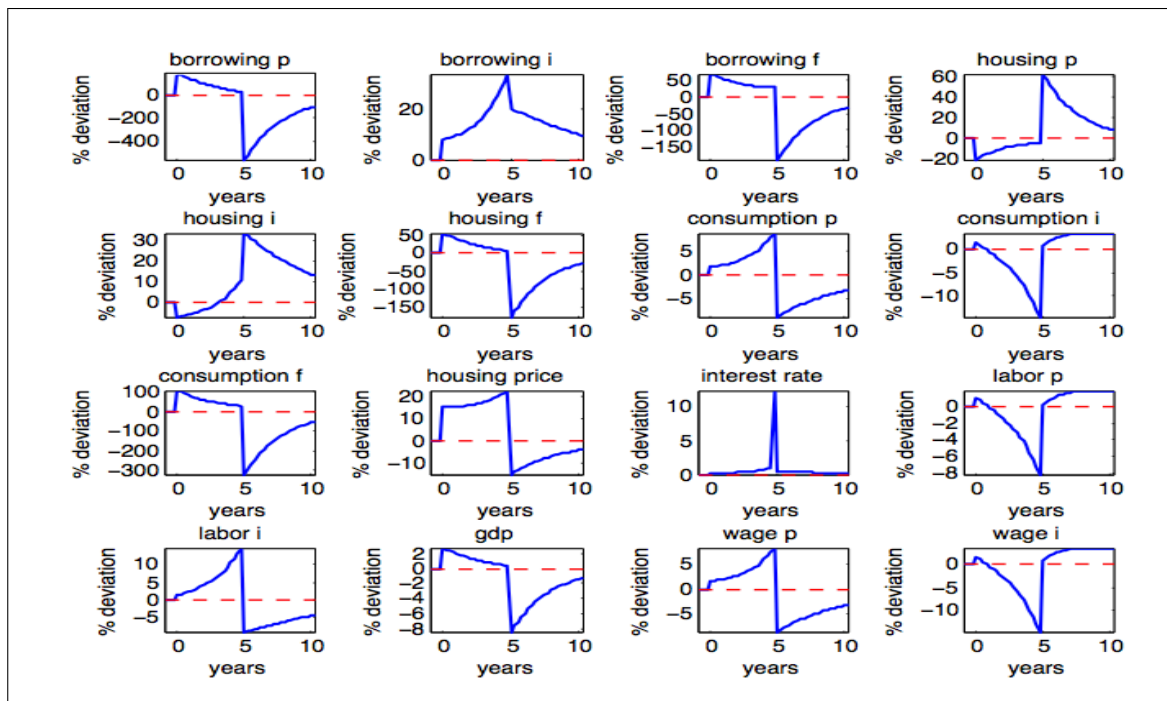 borrowing p
% deviation
0
−200
−400
0 5 10
years
borrowing i
% deviation
20
0
0 5 10
years
borrowing f
% deviation
50
0
−50
−100
−150
0 5 10
years
housing p
% deviation
60
40
20
0
−20
0 5 10
years
housing i
% deviation
30
20
10
0
0 5 10
years
housing f
% deviation
50
0
−50
−100
−150
0 5 10
years
consumption p
% deviation
5
0
−5
0 5 10
years
consumption i
% deviation
0
−5
−10
0 5 10
years
consumption f
% deviation
100
0
−100
−200
−300
0 5 10
years
housing price
% deviation
20
10
0
−10
0 5 10
years
interest rate
% deviation
10
5
0
0 5 10
years
labor p
% deviation
0
−2
−4
−6
−8
0 5 10
years
labor i
% deviation
10
5
0
−5
0 5 10
years
gdp
% deviation
2
0
−2
−4
−6
−8
0 5 10
years
wage p
% deviation
5
0
−5
0 5 10
years
wage i
% deviation
0
−5
−10
0 5 10
years